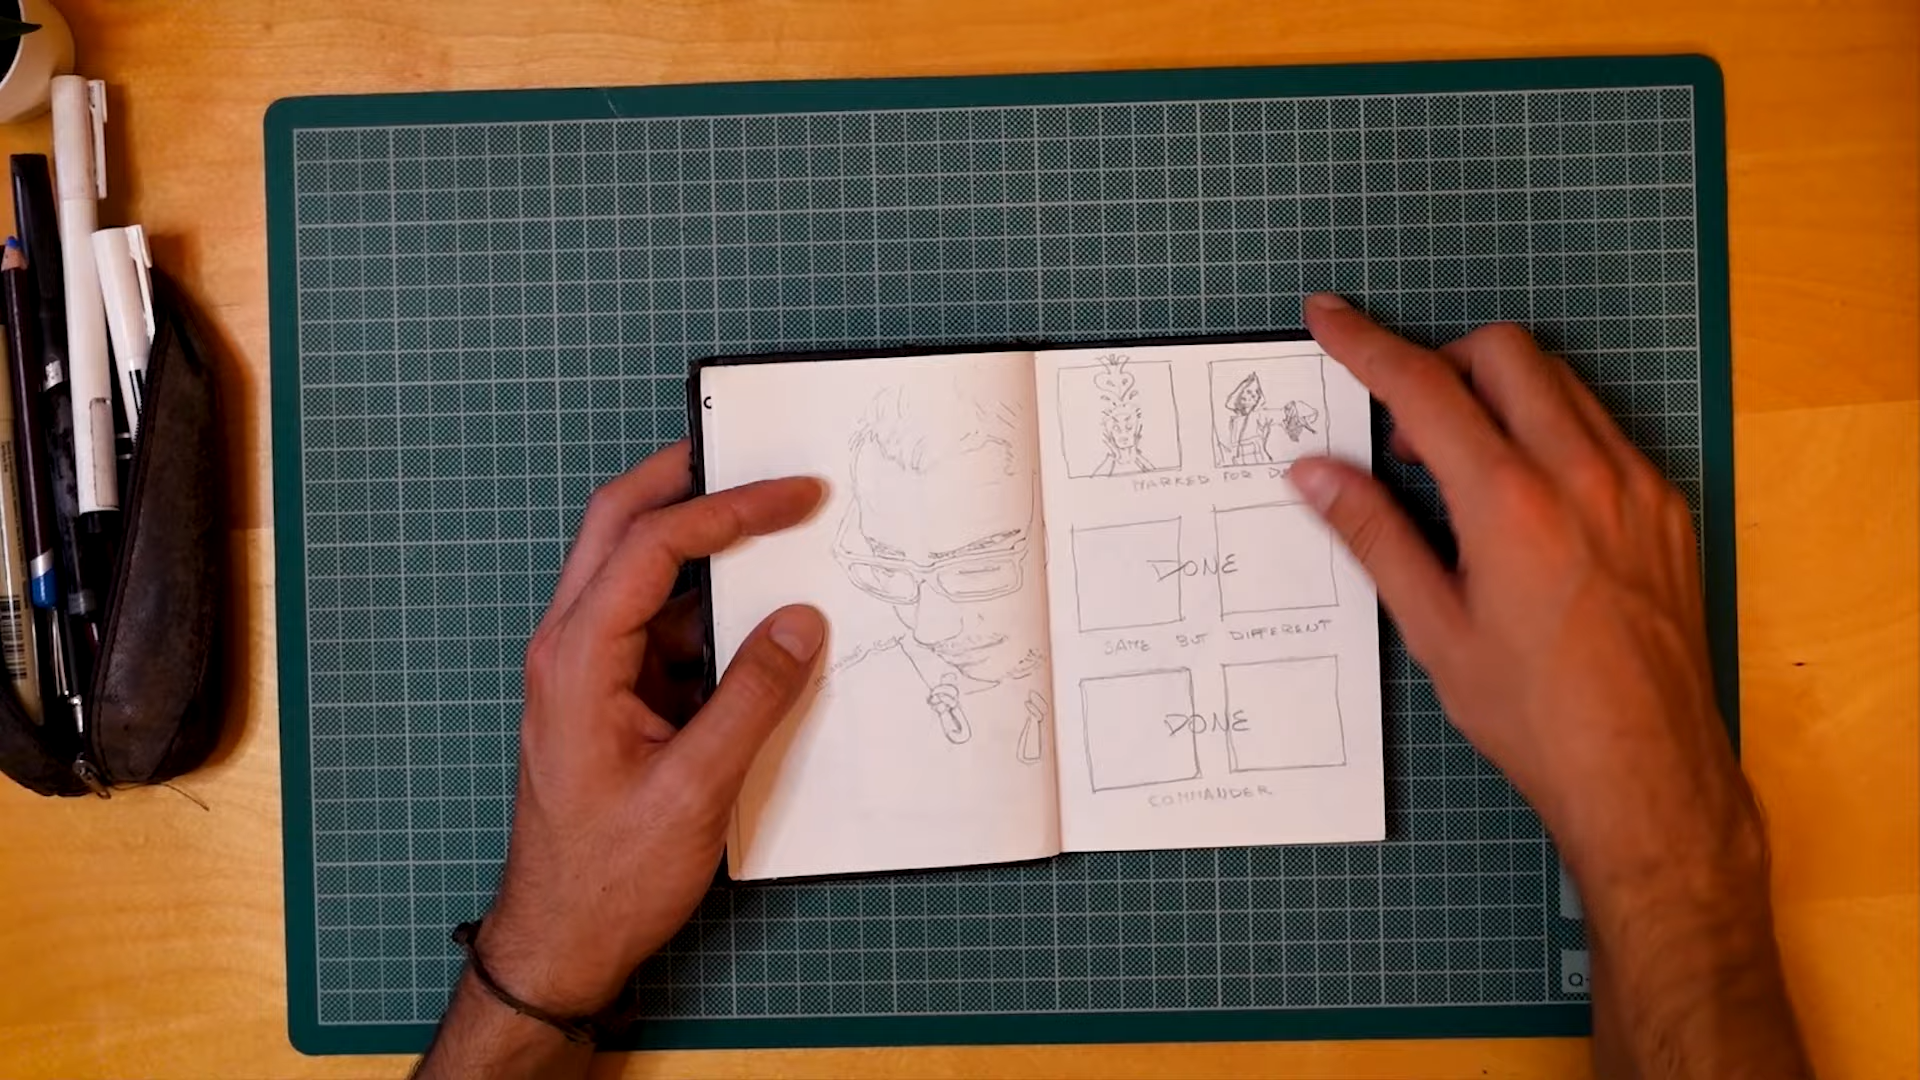 MARKED FOR
DONE
SAME BUT DIFFERENT
DONE
COMMANDER